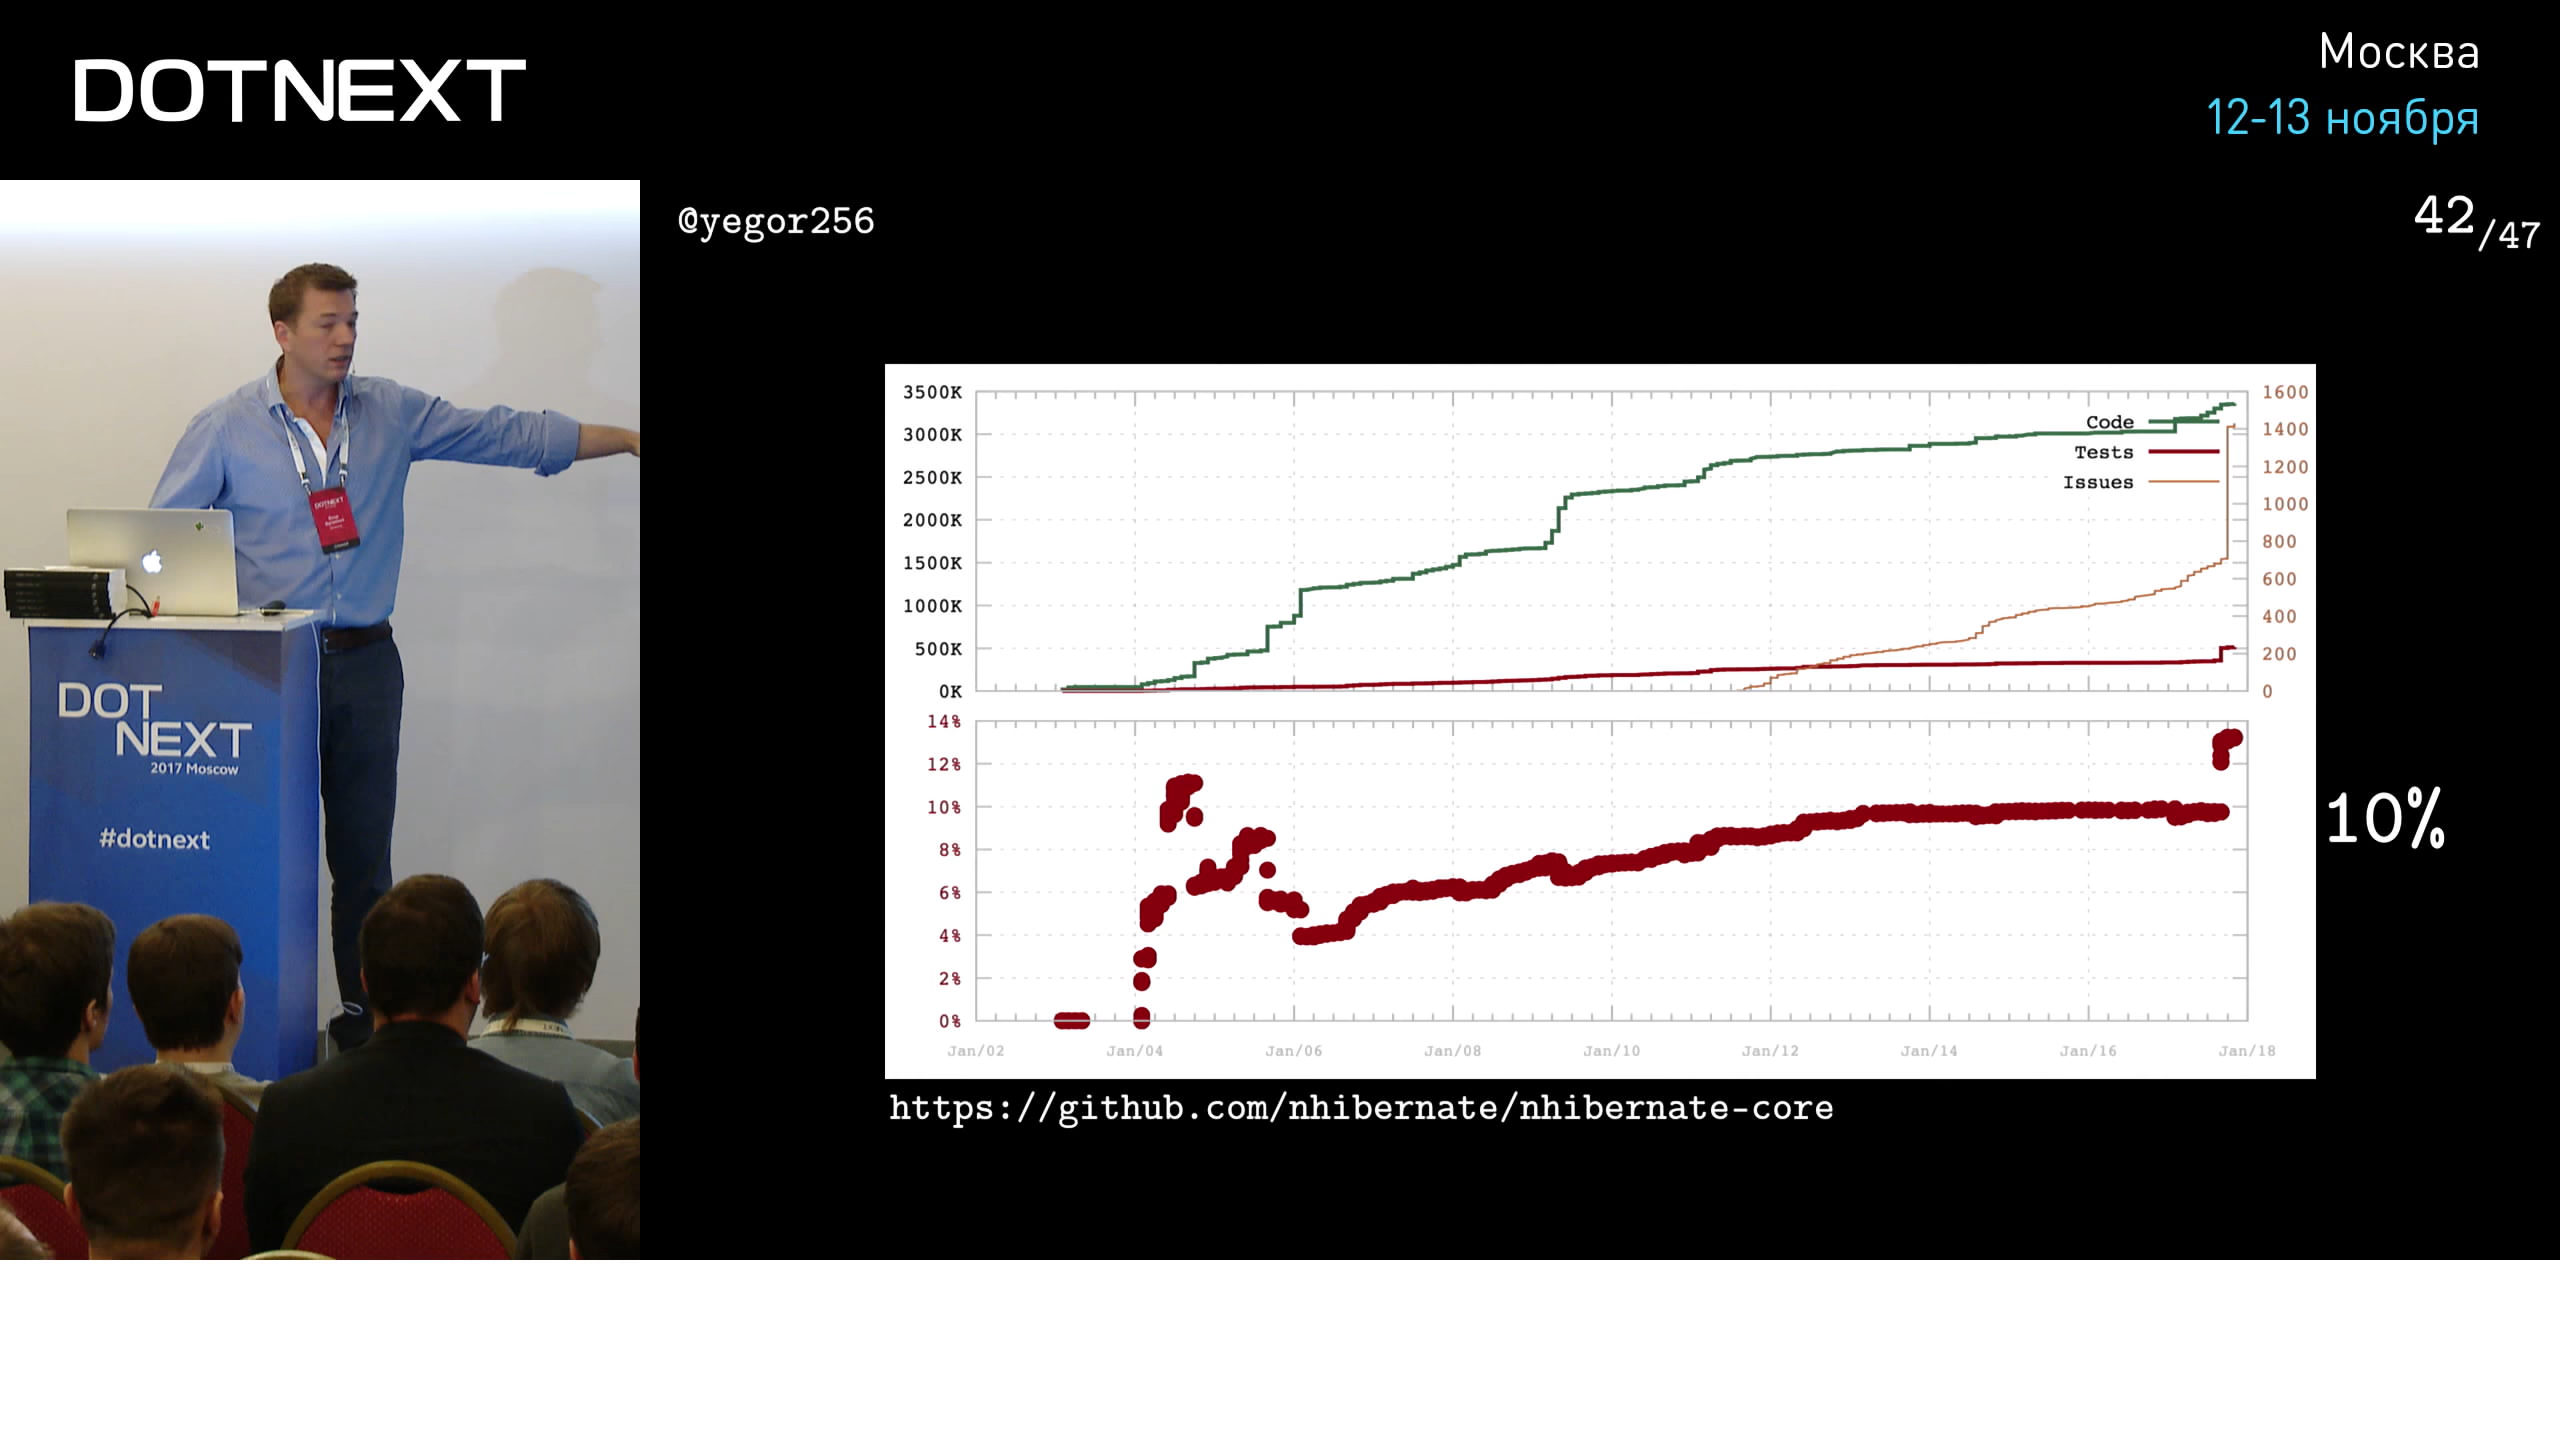 DOTNEXT
Москва
12-13 ноября
@yegor256
42/47
3500K
3000K
2500K
2000K
1500K
1000K
500K
0K
1600
1400
1200
1000
800
600
400
200
0
Code
Tests
Issues
14%
12%
10%
8%
6%
4%
2%
0%
Jan/02 Jan/04 Jan/06 Jan/08 Jan/10 Jan/12 Jan/14 Jan/16 Jan/18
10%
https://github.com/nhibernate/nhibernate-core
DOTNEXT
DOT
NEXT
2017 Moscow
#dotnext